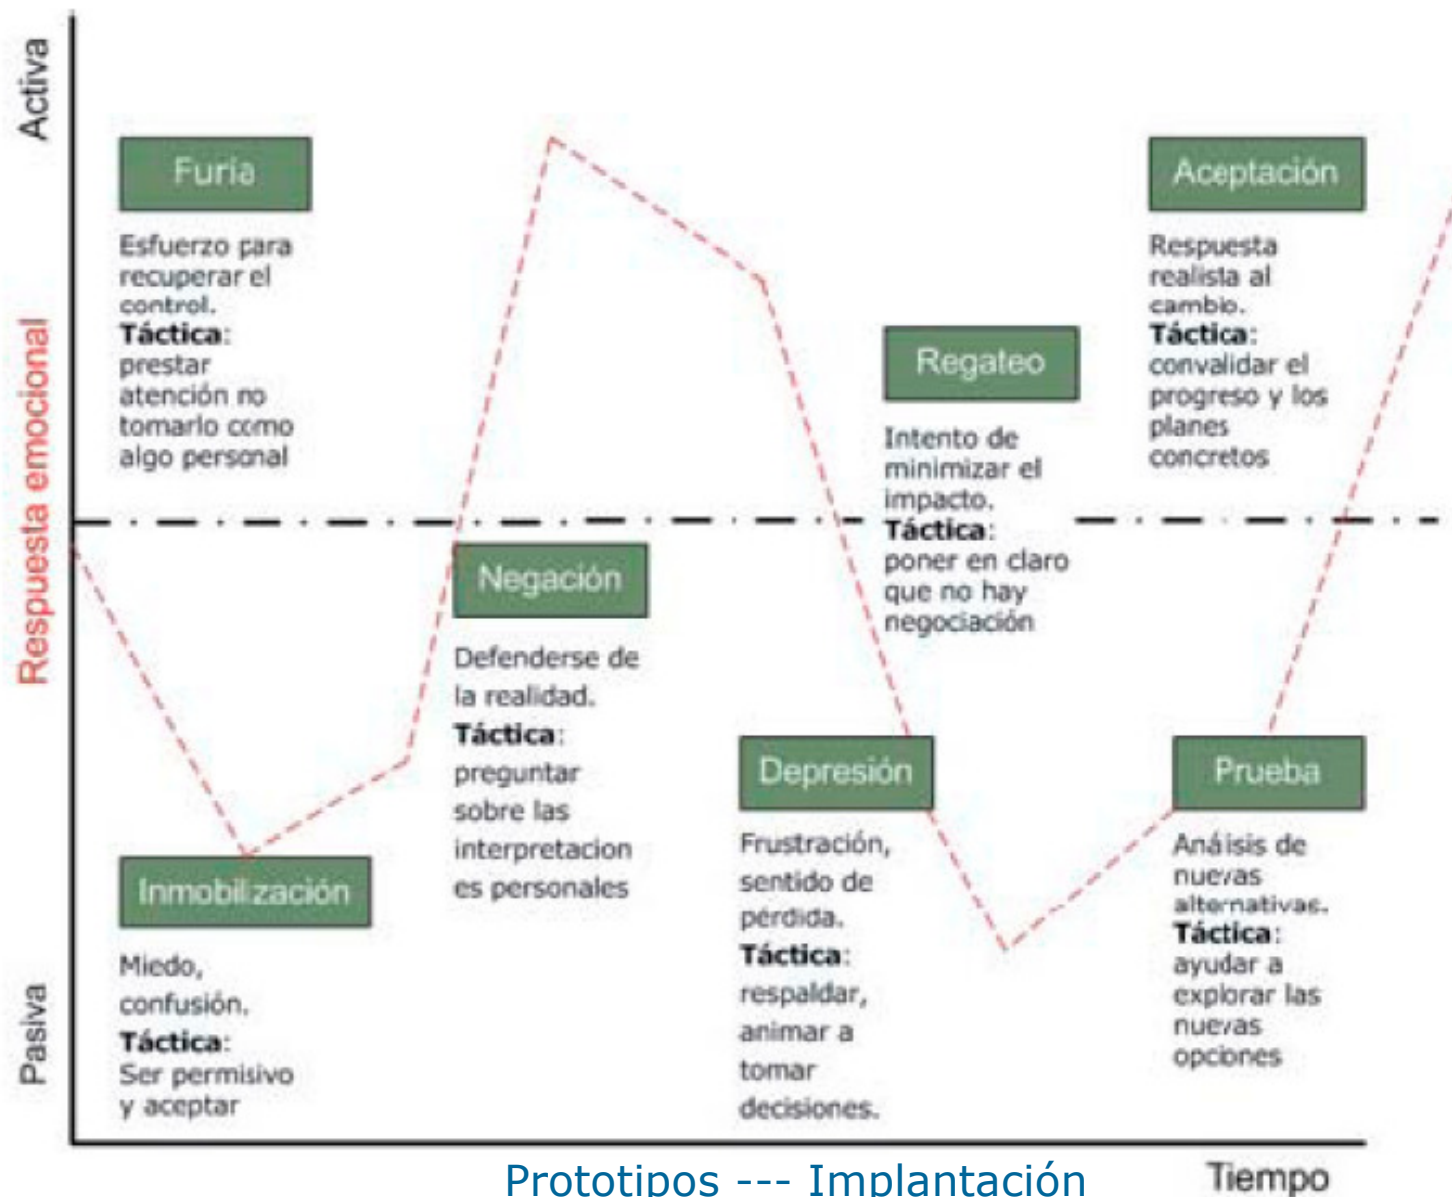 Activa
Respuesta emocional
Pasiva
Furia
Esfuerzo para
recuperar el
control.
Táctica:
prestar
atención no
tomarlo como
algo personal
Aceptación
Respuesta
realista al
cambio.
Táctica:
convalidar el
progreso y los
planes
concretos
Regateo
Intento de
minimizar el
impacto.
Táctica:
poner en claro
que no hay
negociación
Negación
Defenderse de
la realidad.
Táctica:
preguntar
sobre las
interpretacion
es personales
Inmobilización
Miedo,
confusión.
Táctica:
Ser permisivo
y aceptar
Depresión
Frustración,
sentido de
pérdida.
Táctica:
respaldar,
animar a
tomar
decisiones.
Prueba
Análisis de
nuevas
alternativas.
Táctica:
ayudar a
explorar las
nuevas
opciones
Prototipos --- Implantación
Tiempo